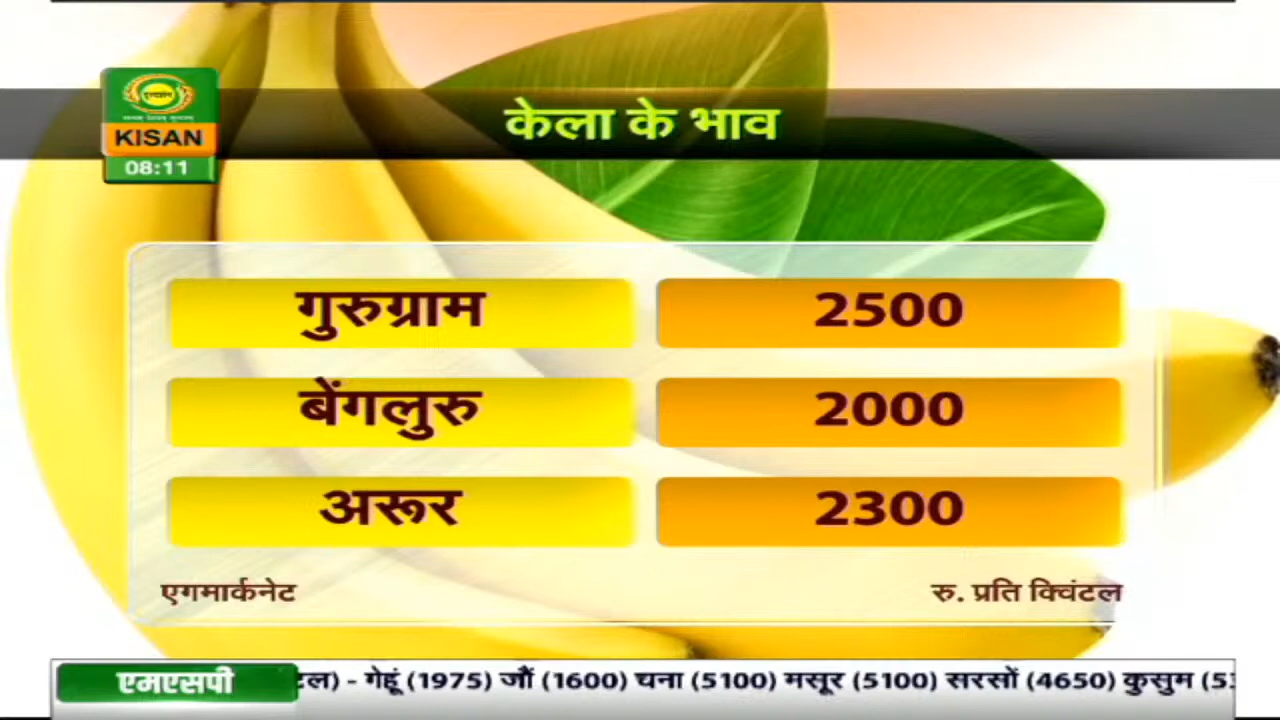 केला के भाव
KISAN
08:11
गुरुग्राम 2500
बेंगलुरु 2000
अरूर 2300
एगमार्कनेट रु. प्रति क्विंटल
एमएसपी टल) - गेहूं (1975) जौं (1600) चना (5100) मसूर (5100) सरसों (4650) कुसुम